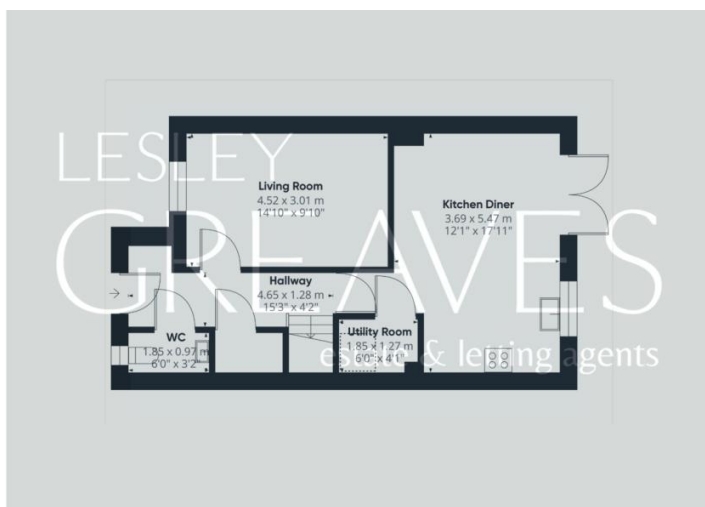 LESLEY
GREAVES
estate & letting agents
Living Room
4.52 x 3.01 m
14'10" x 9'10"
Kitchen Diner
3.69 x 5.47 m
12'1" x 17'11"
Hallway
4.65 x 1.28 m
15'3" x 4'2"
WC
1.85 x 0.97 m
6'0" x 3'2"
Utility Room
1.85 x 1.27 m
6'0" x 4'1"